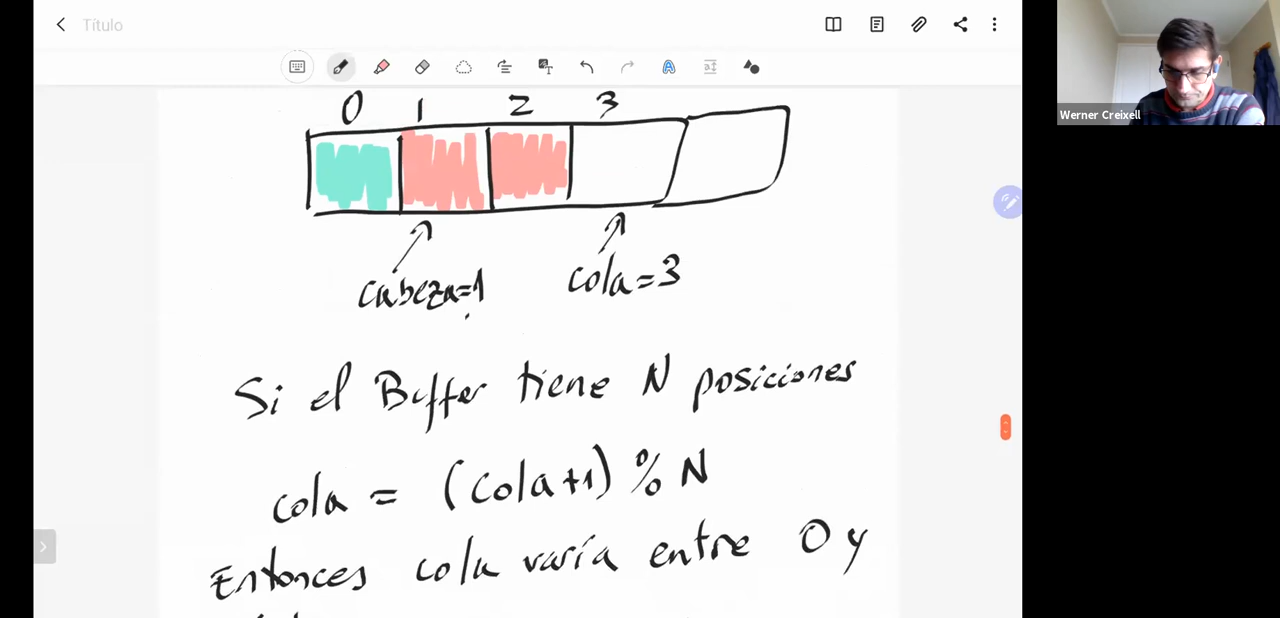 Título
Werner Creixell
0 1 2 3
cabeza=1 cola=3
Si el Buffer tiene N posiciones
cola = (cola+1) % N
Entonces cola varía entre 0 y